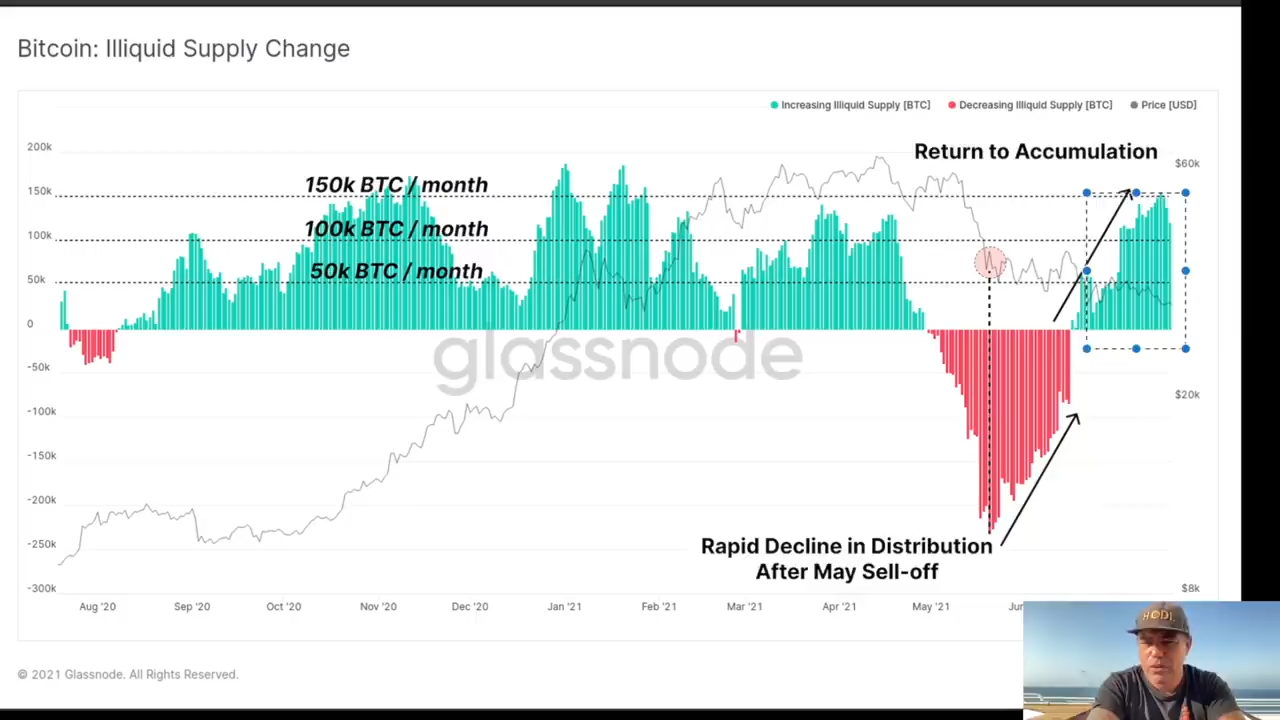 Bitcoin: Illiquid Supply Change
Increasing Illiquid Supply [BTC] Decreasing Illiquid Supply [BTC] Price [USD]
Return to Accumulation
200k
$60k
150k BTC / month
150k
100k BTC / month
100k
50k BTC / month
50k
0
glassnode
-50k
$20k
-100k
-150k
-200k
Rapid Decline in Distribution
After May Sell-off
-250k
-300k
$8k
Aug '20 Sep '20 Oct '20 Nov '20 Dec '20 Jan '21 Feb '21 Mar '21 Apr '21 May '21
HODL
© 2021 Glassnode. All Rights Reserved.